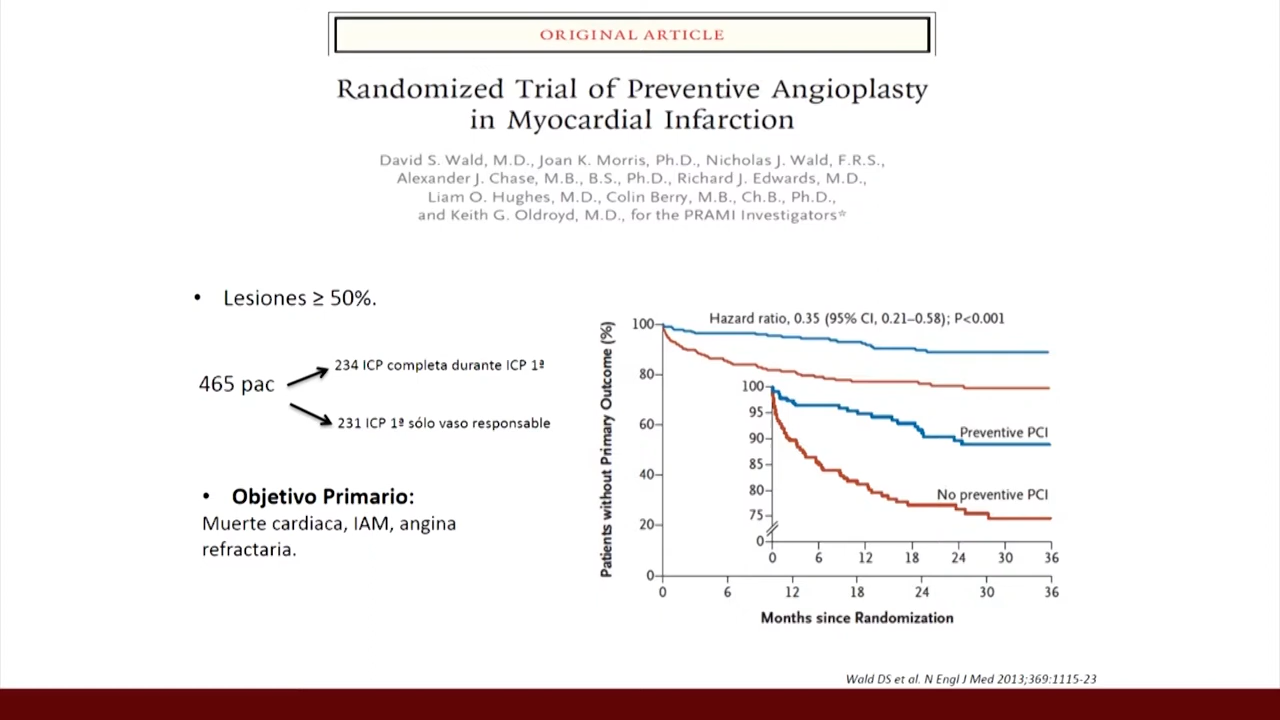 ORIGINAL ARTICLE
Randomized Trial of Preventive Angioplasty
in Myocardial Infarction
David S. Wald, M.D., Joan K. Morris, Ph.D., Nicholas J. Wald, F.R.S.,
Alexander J. Chase, M.B., B.S., Ph.D., Richard J. Edwards, M.D.,
Liam O. Hughes, M.D., Colin Berry, M.B., Ch.B., Ph.D.,
and Keith G. Oldroyd, M.D., for the PRAMI Investigators*
• Lesiones ≥ 50%.
465 pac
234 ICP completa durante ICP 1ª
231 ICP 1ª sólo vaso responsable
• Objetivo Primario:
Muerte cardiaca, IAM, angina
refractaria.
Hazard ratio, 0.35 (95% CI, 0.21–0.58); P<0.001
Patients without Primary Outcome (%)
100
80
60
40
20
0
100
95
90
85
80
75
0
Preventive PCI
No preventive PCI
0 6 12 18 24 30 36
0 6 12 18 24 30 36
Months since Randomization
Wald DS et al. N Engl J Med 2013;369:1115-23